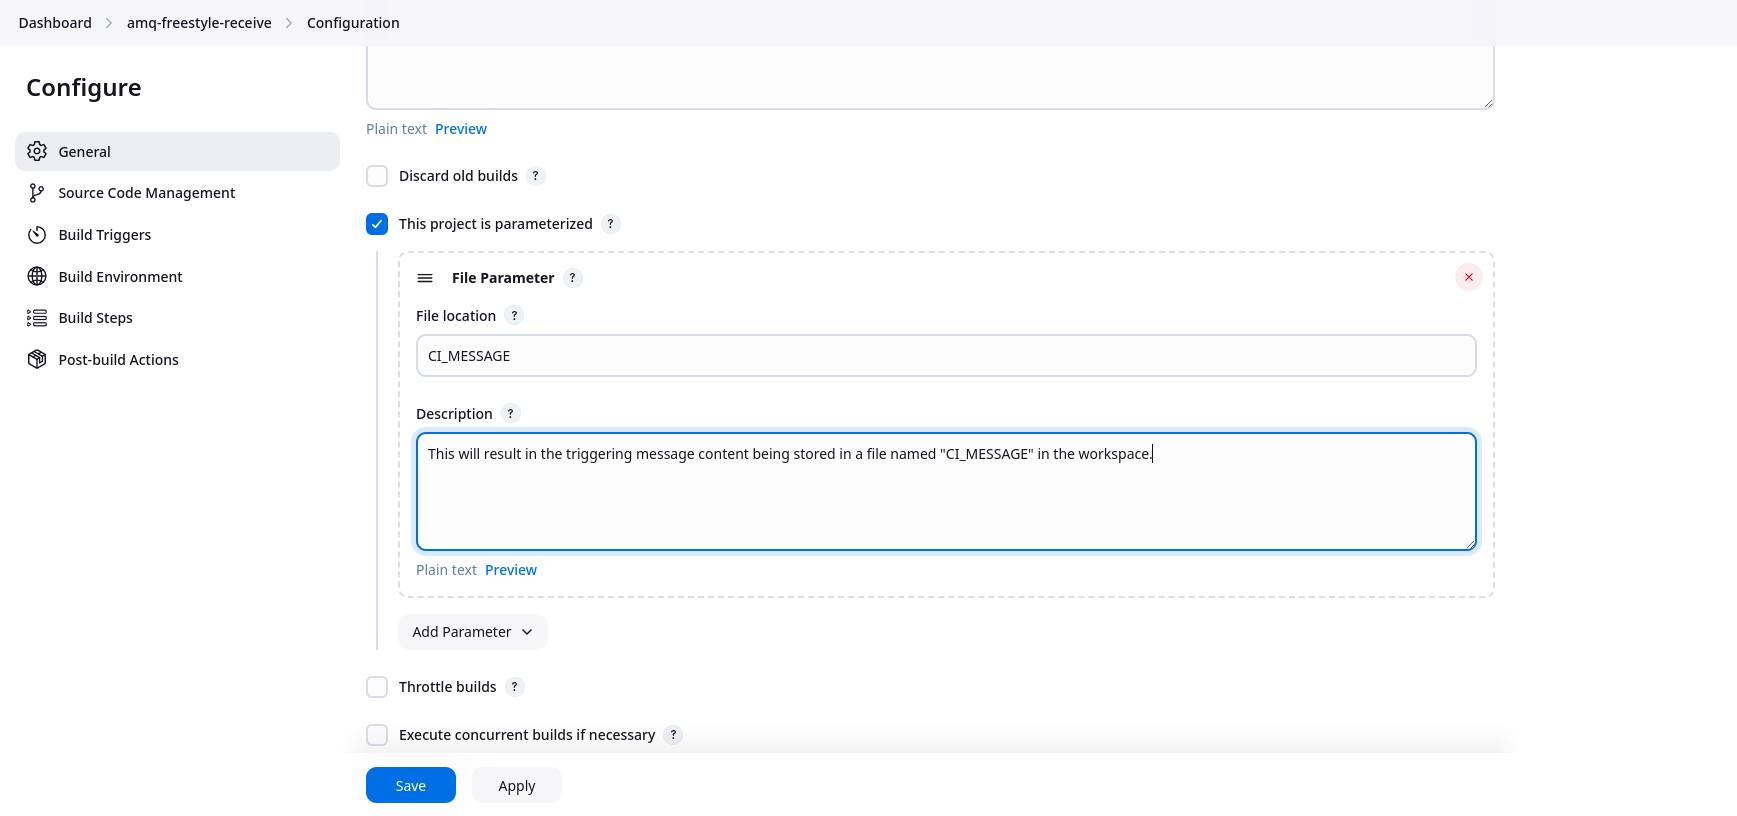 Dashboard > amq-freestyle-receive > Configuration
Configure
General
Source Code Management
Build Triggers
Build Environment
Build Steps
Post-build Actions
Plain text Preview
Discard old builds ?
This project is parameterized ?
File Parameter ?
File location ?
CI_MESSAGE
Description ?
This will result in the triggering message content being stored in a file named "CI_MESSAGE" in the workspace.
Plain text Preview
Add Parameter
Throttle builds ?
Execute concurrent builds if necessary ?
Save Apply